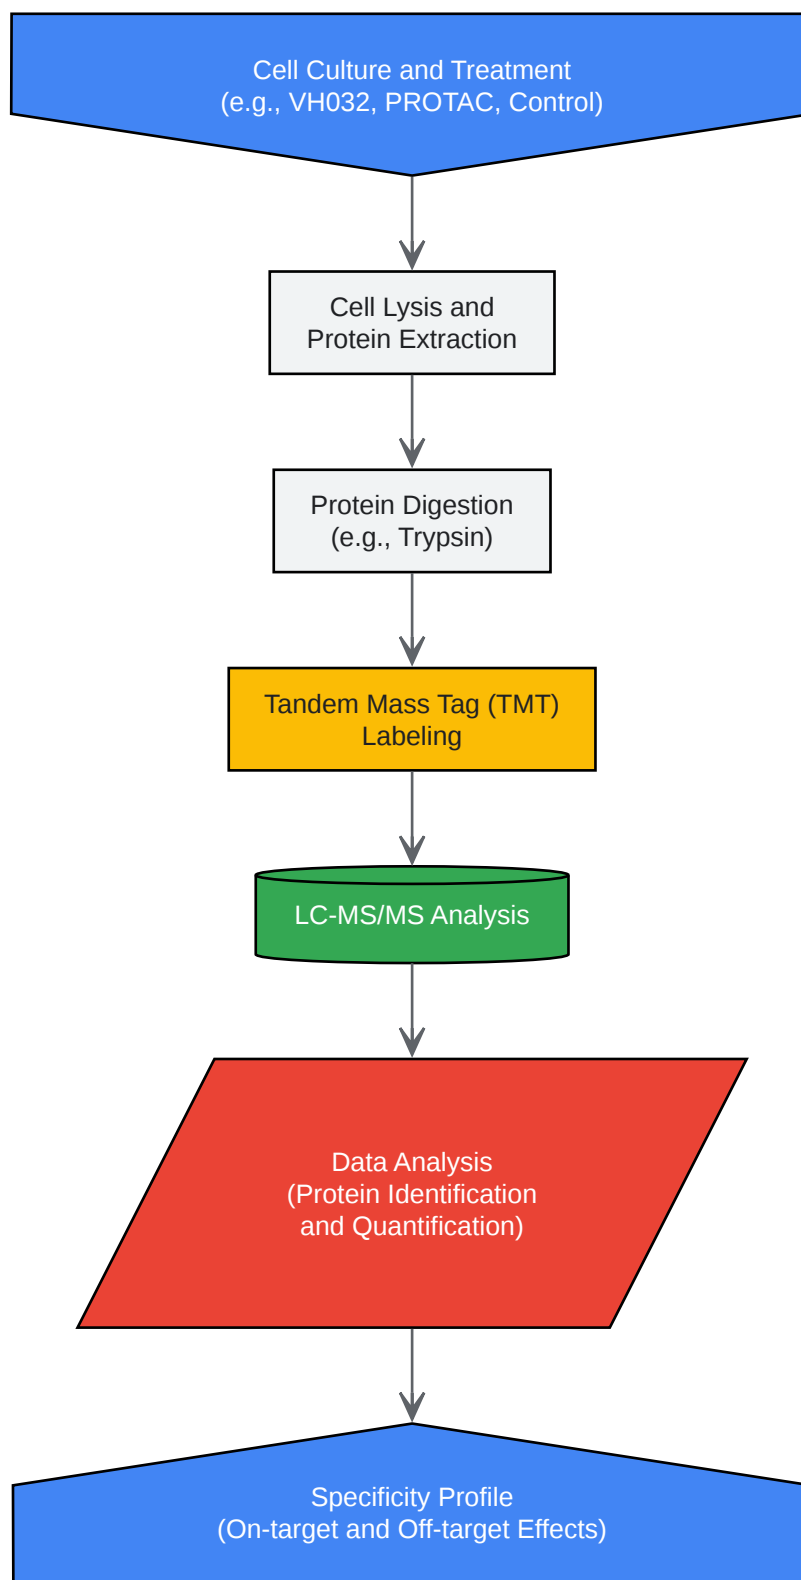 Cell Culture and Treatment
(e.g., VH032, PROTAC, Control)
Cell Lysis and
Protein Extraction
Protein Digestion
(e.g., Trypsin)
Tandem Mass Tag (TMT)
Labeling
LC-MS/MS Analysis
Data Analysis
(Protein Identification
and Quantification)
Specificity Profile
(On-target and Off-target Effects)